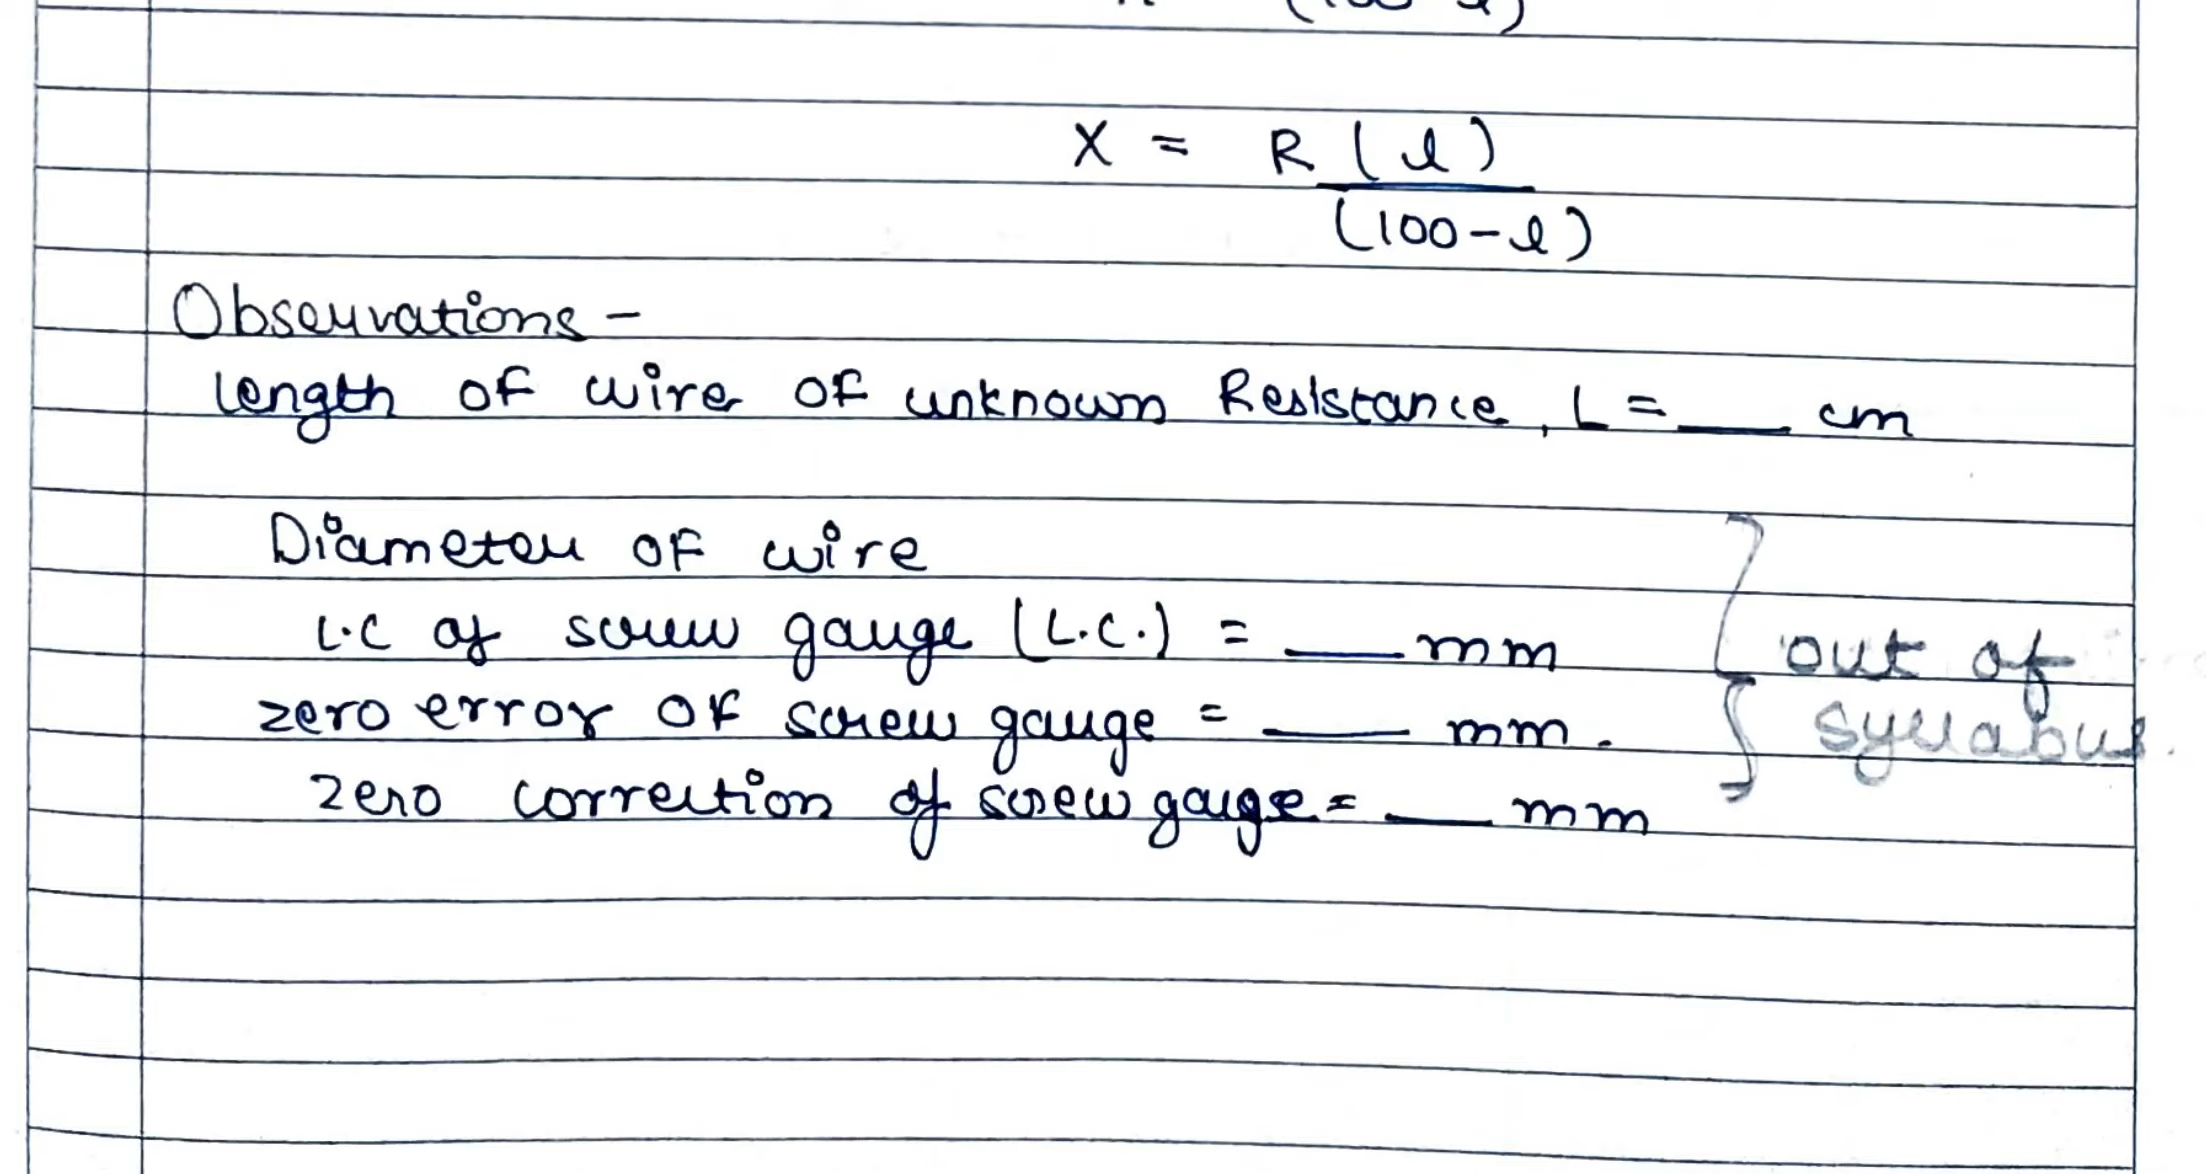 X = R (l)
(100-l)
Observations -
length of wire of unknown Resistance, L = ___ cm
Diameter of wire
L.C of screw gauge (L.C.) = ___ mm
zero error of screw gauge = ___ mm.
zero correction of screw gauge = ___ mm
out of
syllabus.